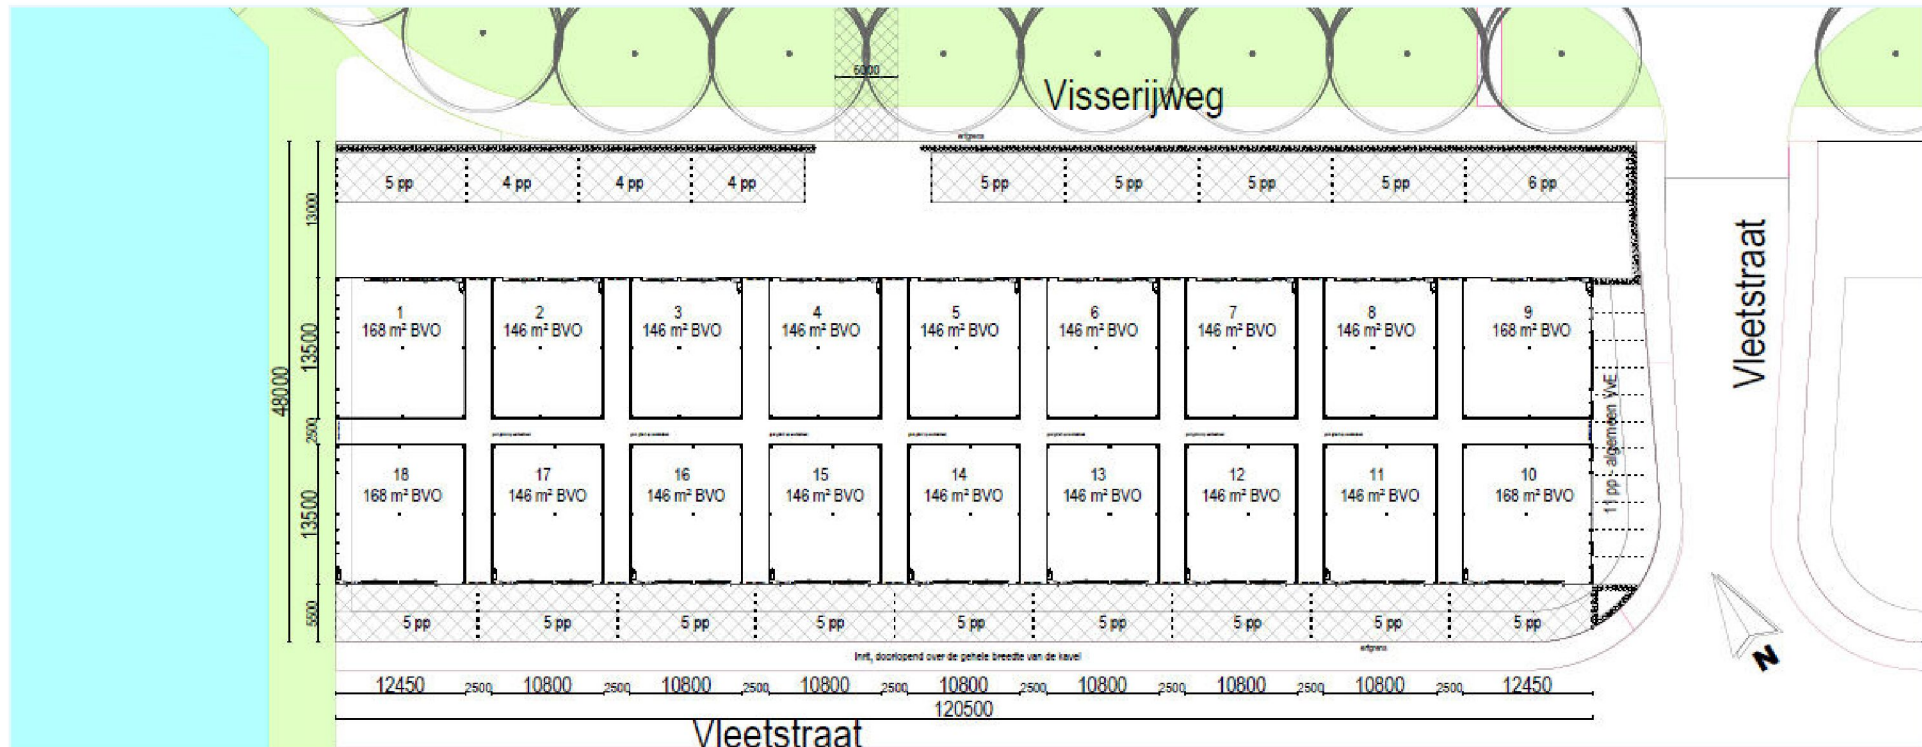 6000
Visserijweg
erfgrens
5 pp
4 pp
4 pp
4 pp
5 pp
5 pp
5 pp
5 pp
6 pp
13000
Vleetstraat
1
168 m² BVO
2
146 m² BVO
3
146 m² BVO
4
146 m² BVO
5
146 m² BVO
6
146 m² BVO
7
146 m² BVO
8
146 m² BVO
9
168 m² BVO
13500
48000
2500
11 pp - algemeen VvE
18
168 m² BVO
17
146 m² BVO
16
146 m² BVO
15
146 m² BVO
14
146 m² BVO
13
146 m² BVO
12
146 m² BVO
11
146 m² BVO
10
168 m² BVO
13500
5500
5 pp
5 pp
5 pp
5 pp
5 pp
5 pp
5 pp
5 pp
5 pp
erfgrens
Inrit, doorlopend over de gehele breedte van de kavel
N
12450 2500 10800 2500 10800 2500 10800 2500 10800 2500 10800 2500 10800 2500 10800 2500 12450
120500
Vleetstraat